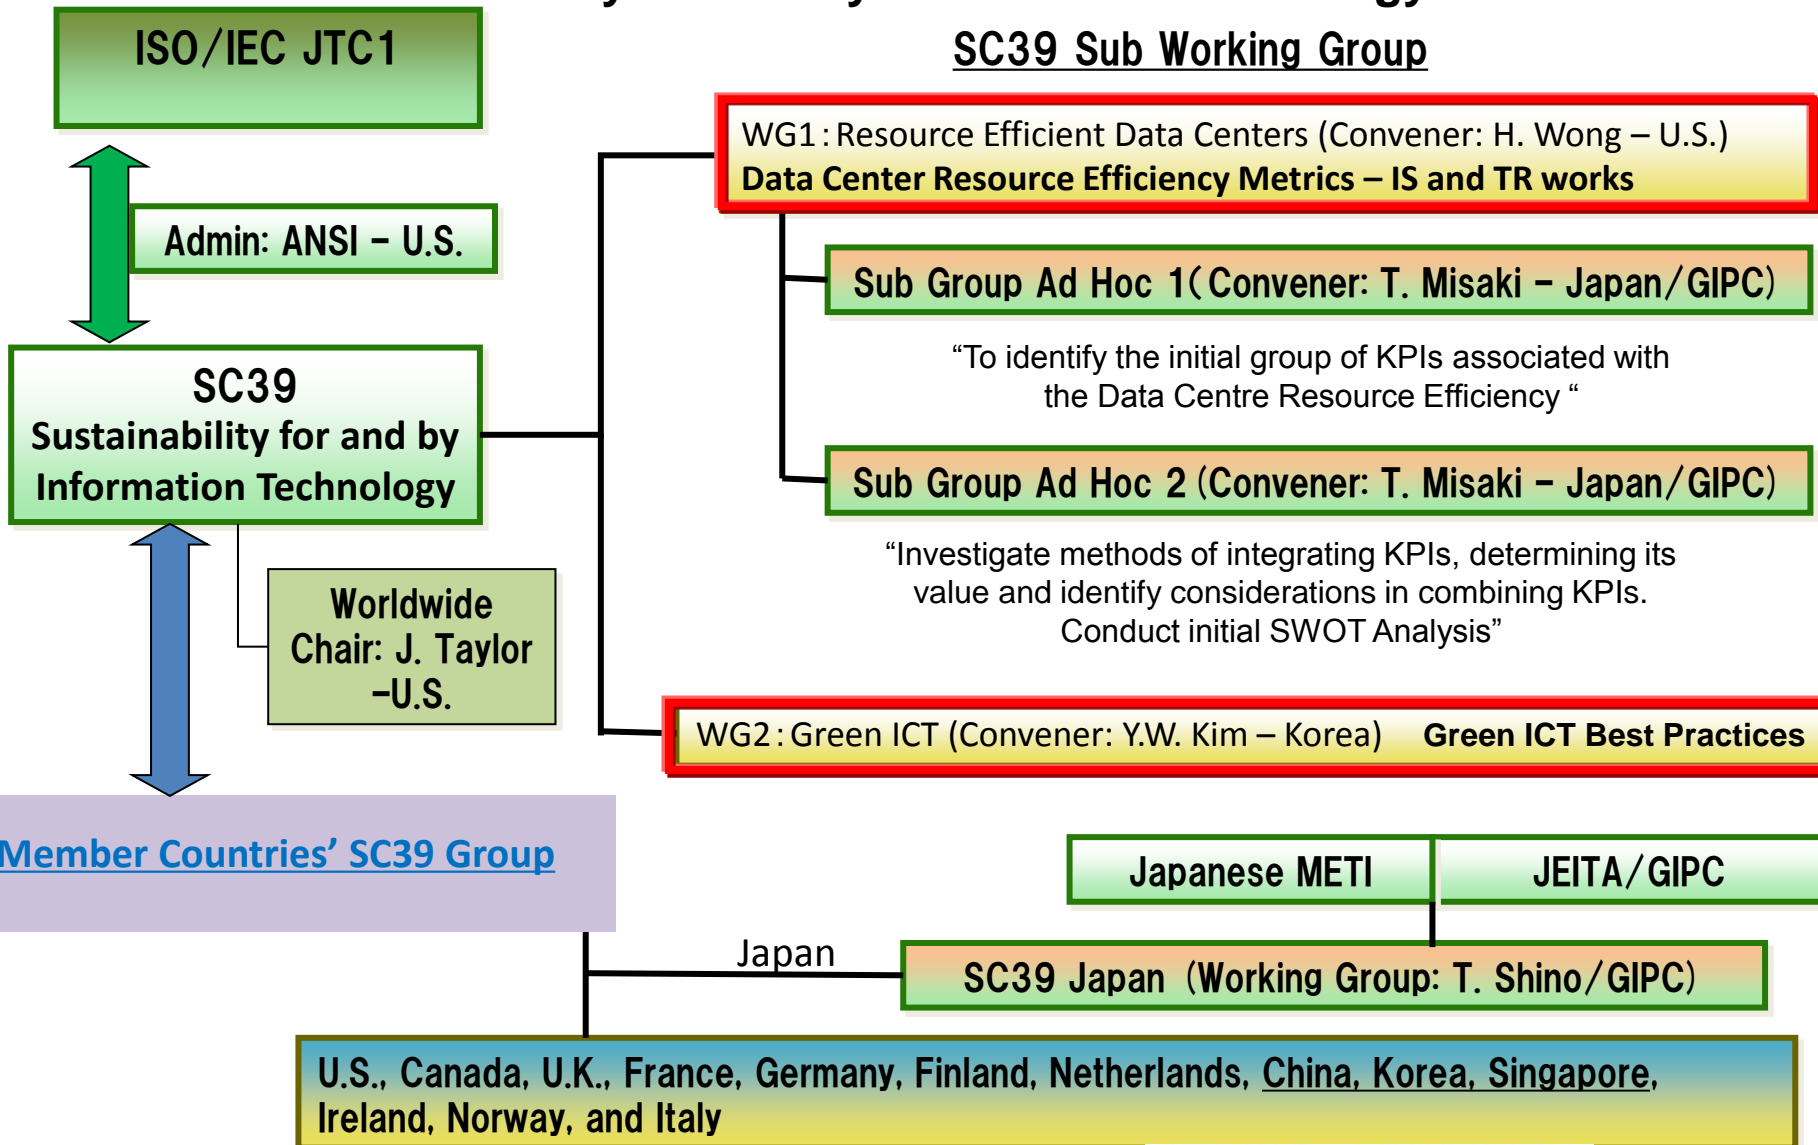 ISO/IEC JTC1
SC39 Sub Working Group
WG1: Resource Efficient Data Centers (Convener: H. Wong – U.S.)
Data Center Resource Efficiency Metrics – IS and TR works
Admin: ANSI – U.S.
Sub Group Ad Hoc 1(Convener: T. Misaki – Japan/GIPC)
“To identify the initial group of KPIs associated with
the Data Centre Resource Efficiency “
SC39
Sustainability for and by
Information Technology
Sub Group Ad Hoc 2 (Convener: T. Misaki – Japan/GIPC)
“Investigate methods of integrating KPIs, determining its
value and identify considerations in combining KPIs.
Conduct initial SWOT Analysis”
Worldwide
Chair: J. Taylor
–U.S.
WG2: Green ICT (Convener: Y.W. Kim – Korea) Green ICT Best Practices
Member Countries’ SC39 Group
Japanese METI
JEITA/GIPC
Japan
SC39 Japan (Working Group: T. Shino/GIPC)
U.S., Canada, U.K., France, Germany, Finland, Netherlands, China, Korea, Singapore,
Ireland, Norway, and Italy